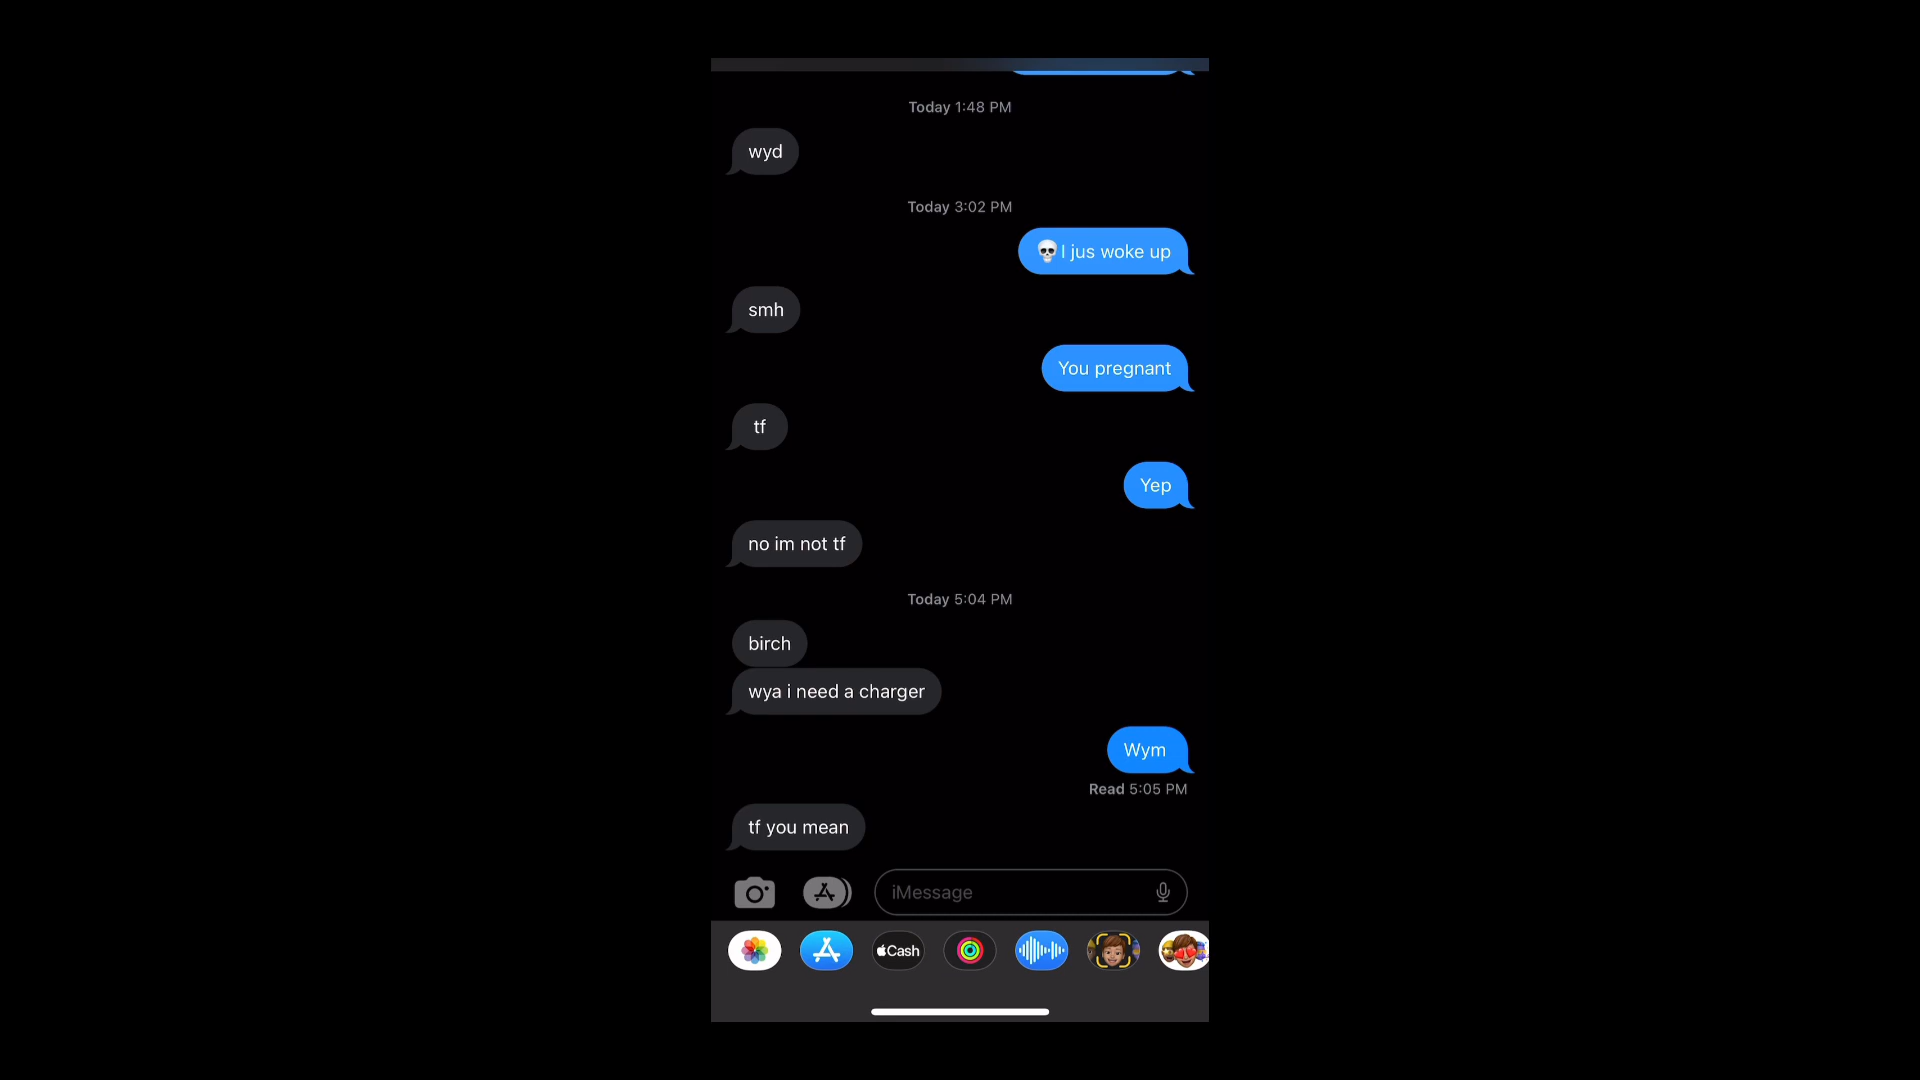 Today 1:48 PM
wyd
Today 3:02 PM
💀I jus woke up
smh
You pregnant
tf
Yep
no im not tf
Today 5:04 PM
birch
wya i need a charger
Wym
Read 5:05 PM
tf you mean
iMessage
Cash